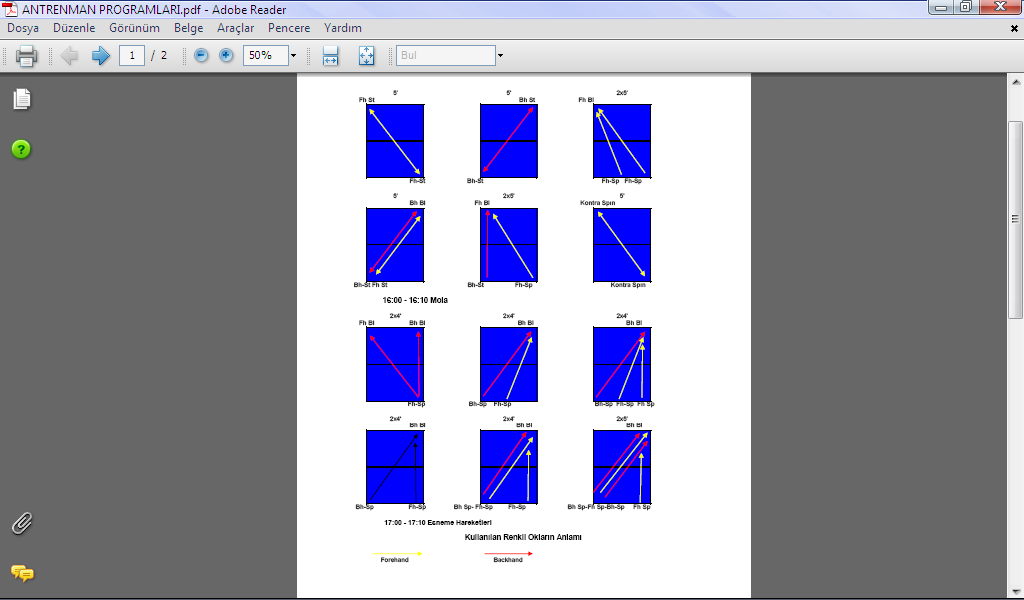 ANTRENMAN PROGRAMLARI.pdf - Adobe Reader
Dosya Düzenle Görünüm Belge Araçlar Pencere Yardım
1 / 2 50% Bul
5' 5' 2x5'
Fh St Bh St Fh Bl
Fh-St Bh-St Fh-Sp Fh-Sp
5' 2x5' 5'
Bh Bl Fh Bl Kontra Spın
Bh-St Fh St Bh-St Fh-Sp Kontra Spın
16:00 - 16:10 Mola
2x4' 2x4' 2x4'
Fh Bl Bh Bl Bh Bl Bh Bl
Fh-Sp Bh-Sp Fh-Sp Bh-Sp Fh-Sp Fh Sp
2x4' 2x4' 2x5'
Bh Bl Bh Bl Bh Bl
Bh-Sp Fh-Sp Bh Sp- Fh-Sp Fh-Sp Bh Sp-Fh Sp-Bh-Sp Fh Sp
17:00 - 17:10 Esneme Hareketleri
Kullanılan Renkli Okların Anlamı
Forehand Backhand